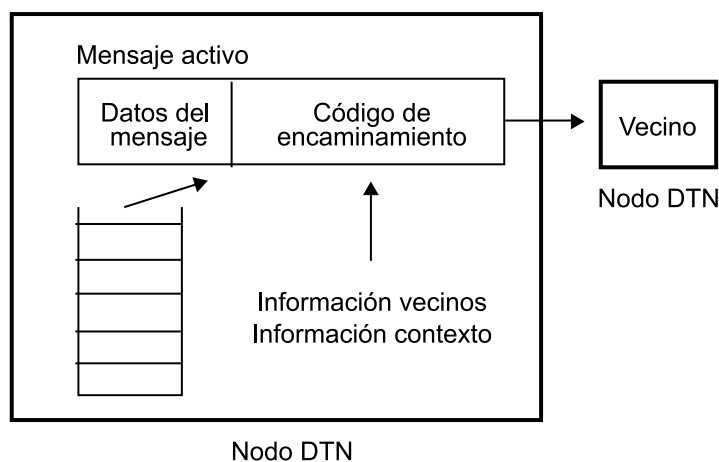 Mensaje activo
Datos del
mensaje
Código de
encaminamiento
Vecino
Nodo DTN
Información vecinos
Información contexto
Nodo DTN